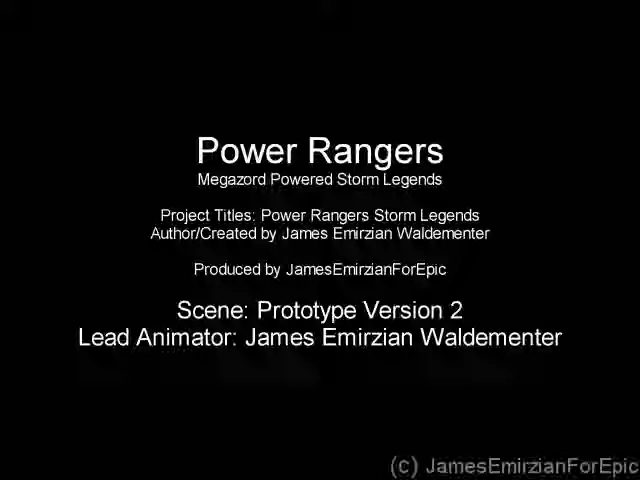 Power Rangers
Megazord Powered Storm Legends
Project Titles: Power Rangers Storm Legends
Author/Created by James Emirzian Waldementer
Produced by JamesEmirzianForEpic
Scene: Prototype Version 2
Lead Animator: James Emirzian Waldementer
(c) JamesEmirzianForEpic